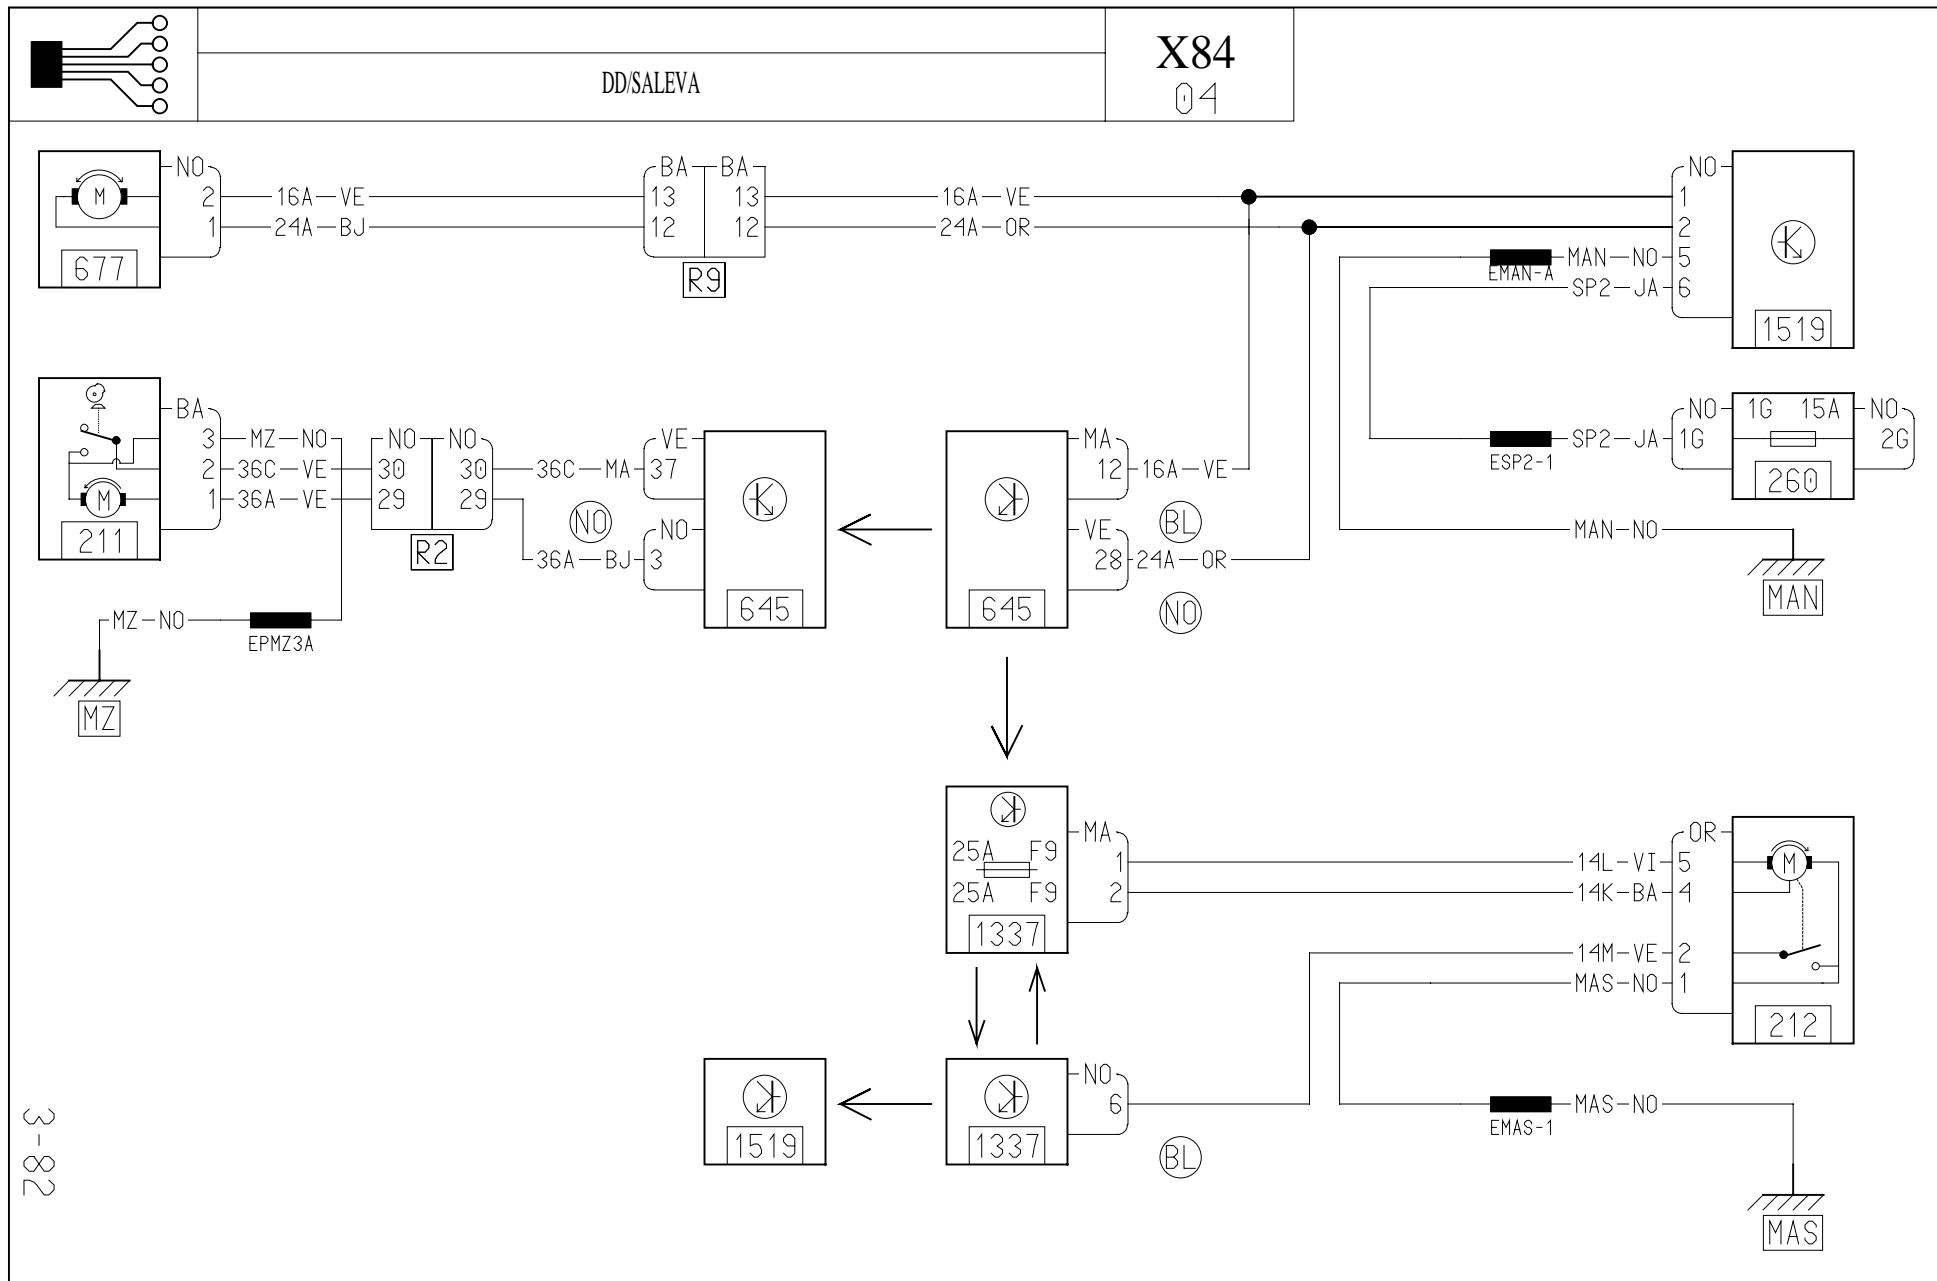 X84
DD/SALEVA
04
NO BA BA NO
M 2 16A-VE 13 13 16A-VE 1
1 24A-BJ 12 12 24A-OR 2
MAN-NO 5
EMAN-A
SP2-JA 6
677 R9 1519
BA NO 1G 15A NO
3 MZ-NO NO NO VE MA 1G SP2-JA 2G
2 36C-VE 30 30 36C-MA 37 12 16A-VE ESP2-1
1 36A-VE 29 29 260
M NO BL
211 R2 NO VE MAN-NO
36A-BJ 3 28 24A-OR
645 645 NO MAN
MZ-NO
EPMZ3A
MZ
MA OR
25A F9 1 14L-VI 5 M
25A F9 2 14K-BA 4
1337 14M-VE 2
MAS-NO 1
212
NO
6 MAS-NO
EMAS-1
1519 1337 BL
3-82
MAS